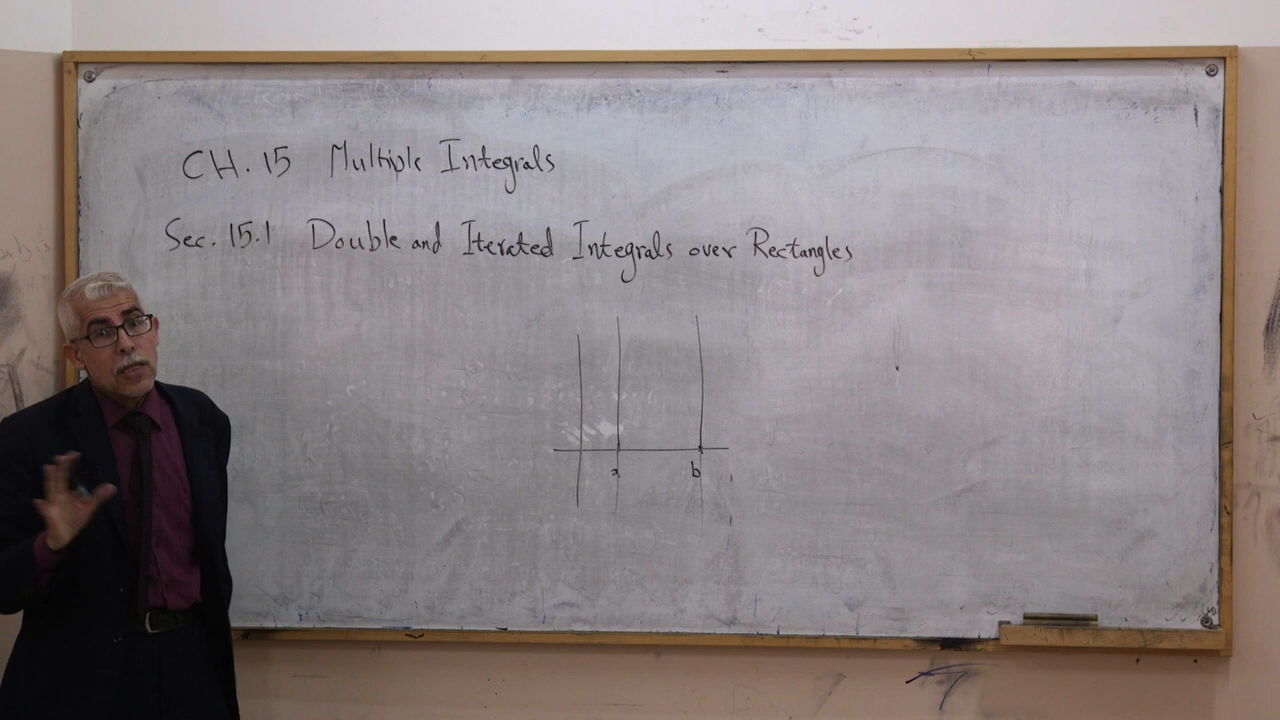 CH. 15 Multiple Integrals
Sec. 15.1 Double and Iterated Integrals over Rectangles
a b